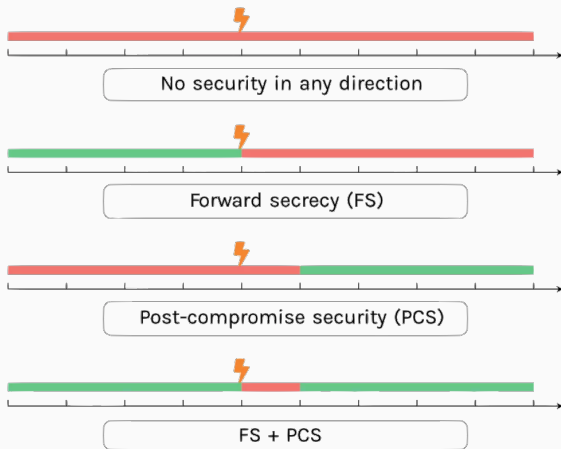 No security in any direction
Forward secrecy (FS)
Post-compromise security (PCS)
FS + PCS